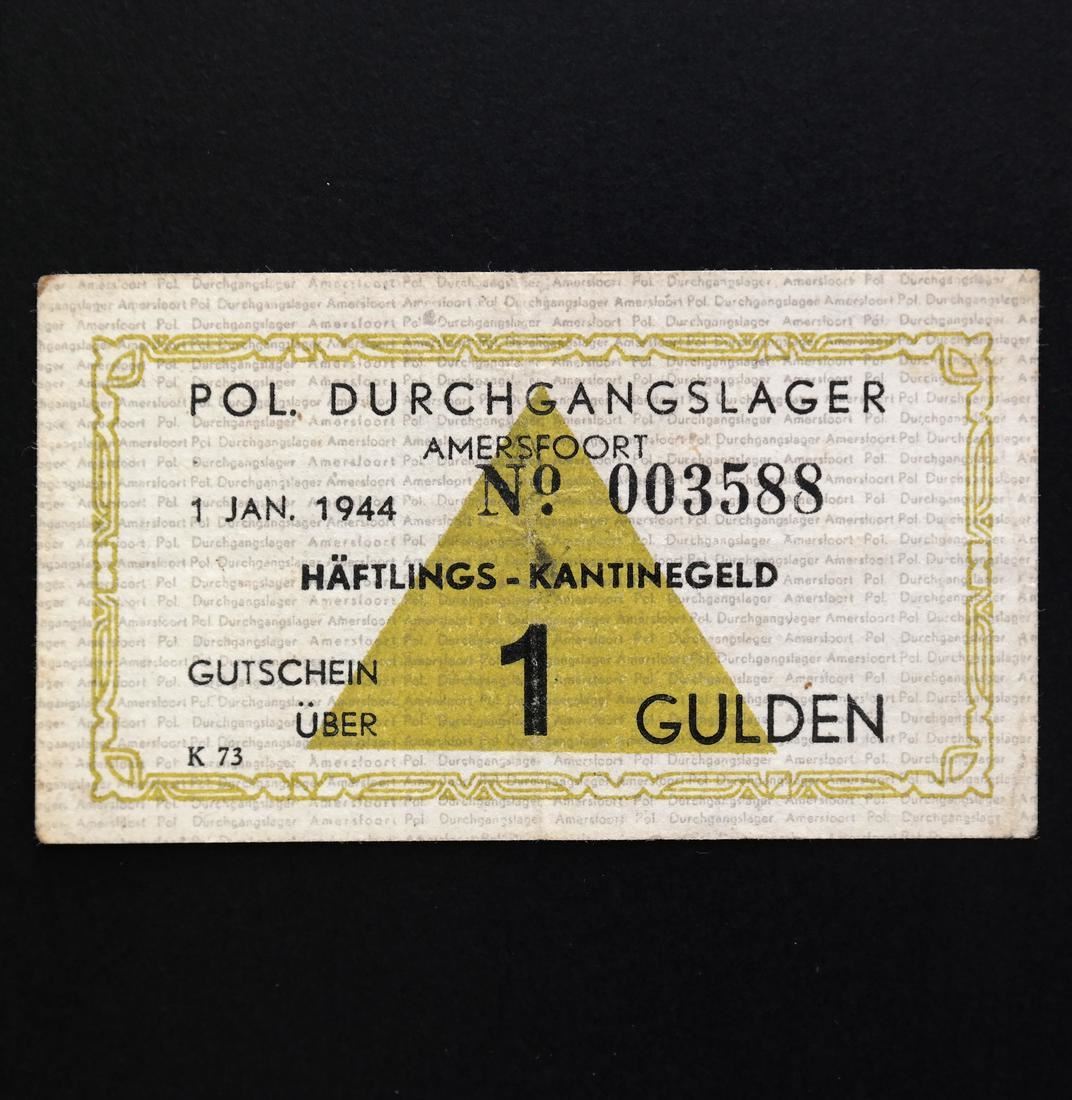 POL. DURCHGANGSLAGER
AMERSFOORT
1 JAN. 1944 Nº 003588
HÄFTLINGS - KANTINEGELD
GUTSCHEIN
ÜBER
1 GULDEN
K 73